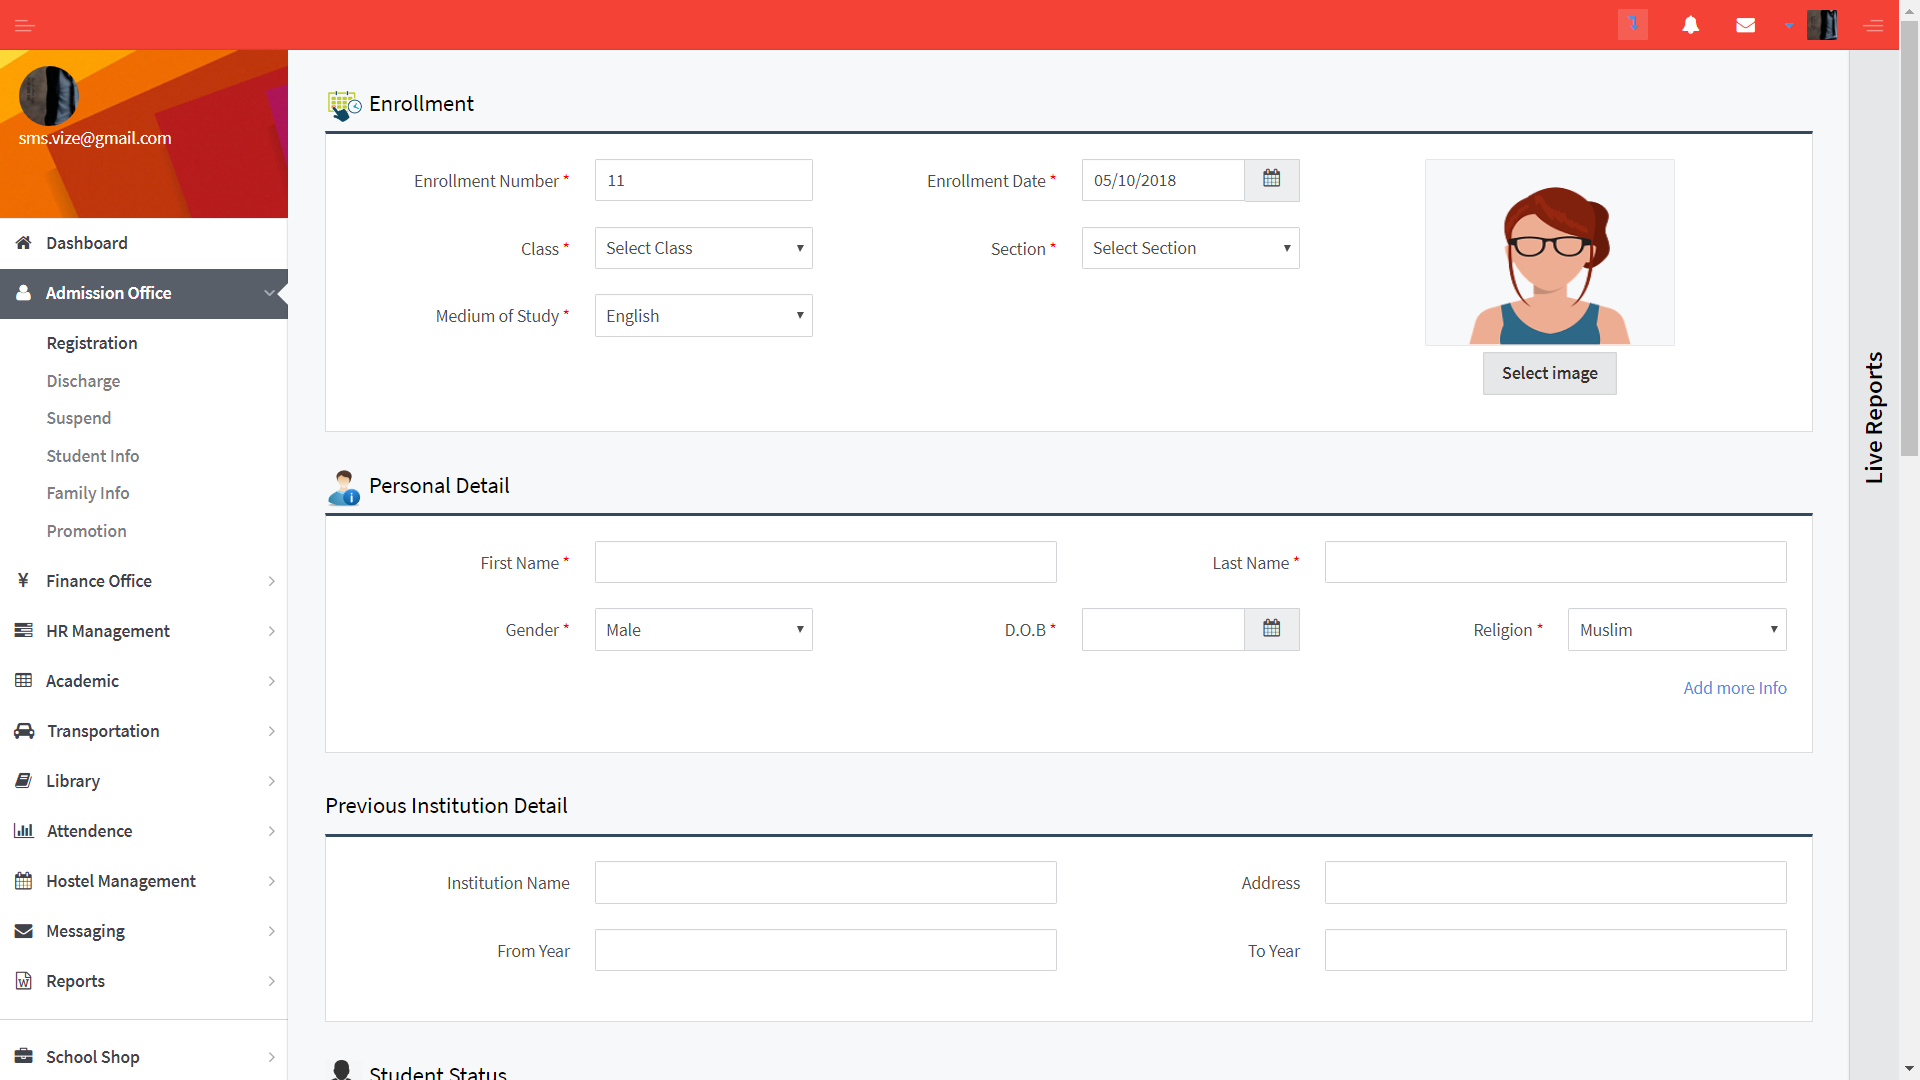 sms.vize@gmail.com
Dashboard
Admission Office
Registration
Discharge
Suspend
Student Info
Family Info
Promotion
¥ Finance Office
HR Management
Academic
Transportation
Library
Attendence
Hostel Management
Messaging
Reports
School Shop
Enrollment
Enrollment Number * 11 Enrollment Date * 05/10/2018
Class * Select Class Section * Select Section
Medium of Study * English
Select image
Personal Detail
First Name * Last Name *
Gender * Male D.O.B * Religion * Muslim
Add more Info
Previous Institution Detail
Institution Name Address
From Year To Year
Student Status
Live Reports